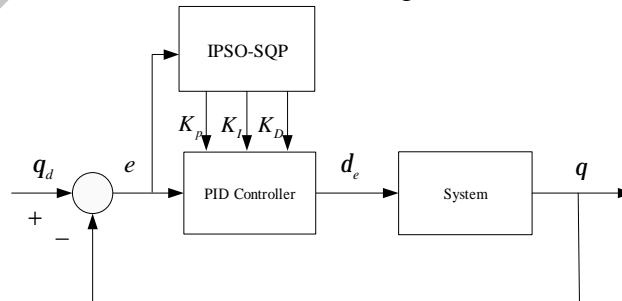 IPSO-SQP
K_p K_I K_D
q_d e d_e q
PID Controller
System
+
−